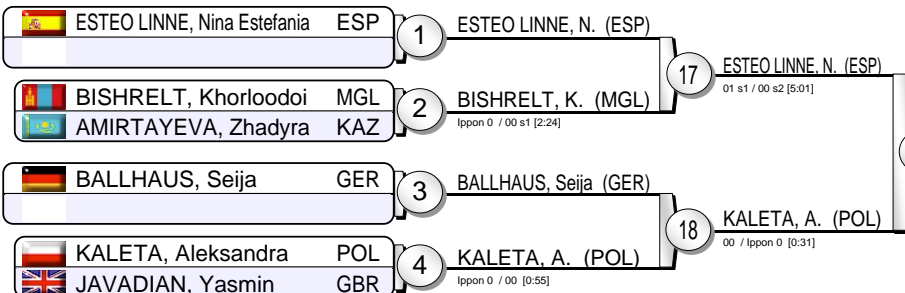 ESTEO LINNE, Nina Estefania ESP
1
ESTEO LINNE, N. (ESP)
17
ESTEO LINNE, N. (ESP)
01 s1 / 00 s2 [5:01]
BISHRELT, Khorloodoi MGL
AMIRTAYEVA, Zhadyra KAZ
2
BISHRELT, K. (MGL)
Ippon 0 / 00 s1 [2:24]
BALLHAUS, Seija GER
3
BALLHAUS, Seija (GER)
18
KALETA, A. (POL)
00 / Ippon 0 [0:31]
KALETA, Aleksandra POL
JAVADIAN, Yasmin GBR
4
KALETA, A. (POL)
Ippon 0 / 00 [0:55]